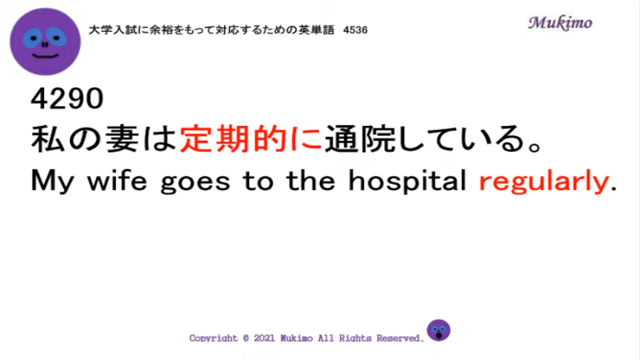 大学入試に余裕をもって対応するための英単語 4536
Mukimo
4290
私の妻は定期的に通院している。
My wife goes to the hospital regularly.
Copyright © 2021 Mukimo All Rights Reserved.